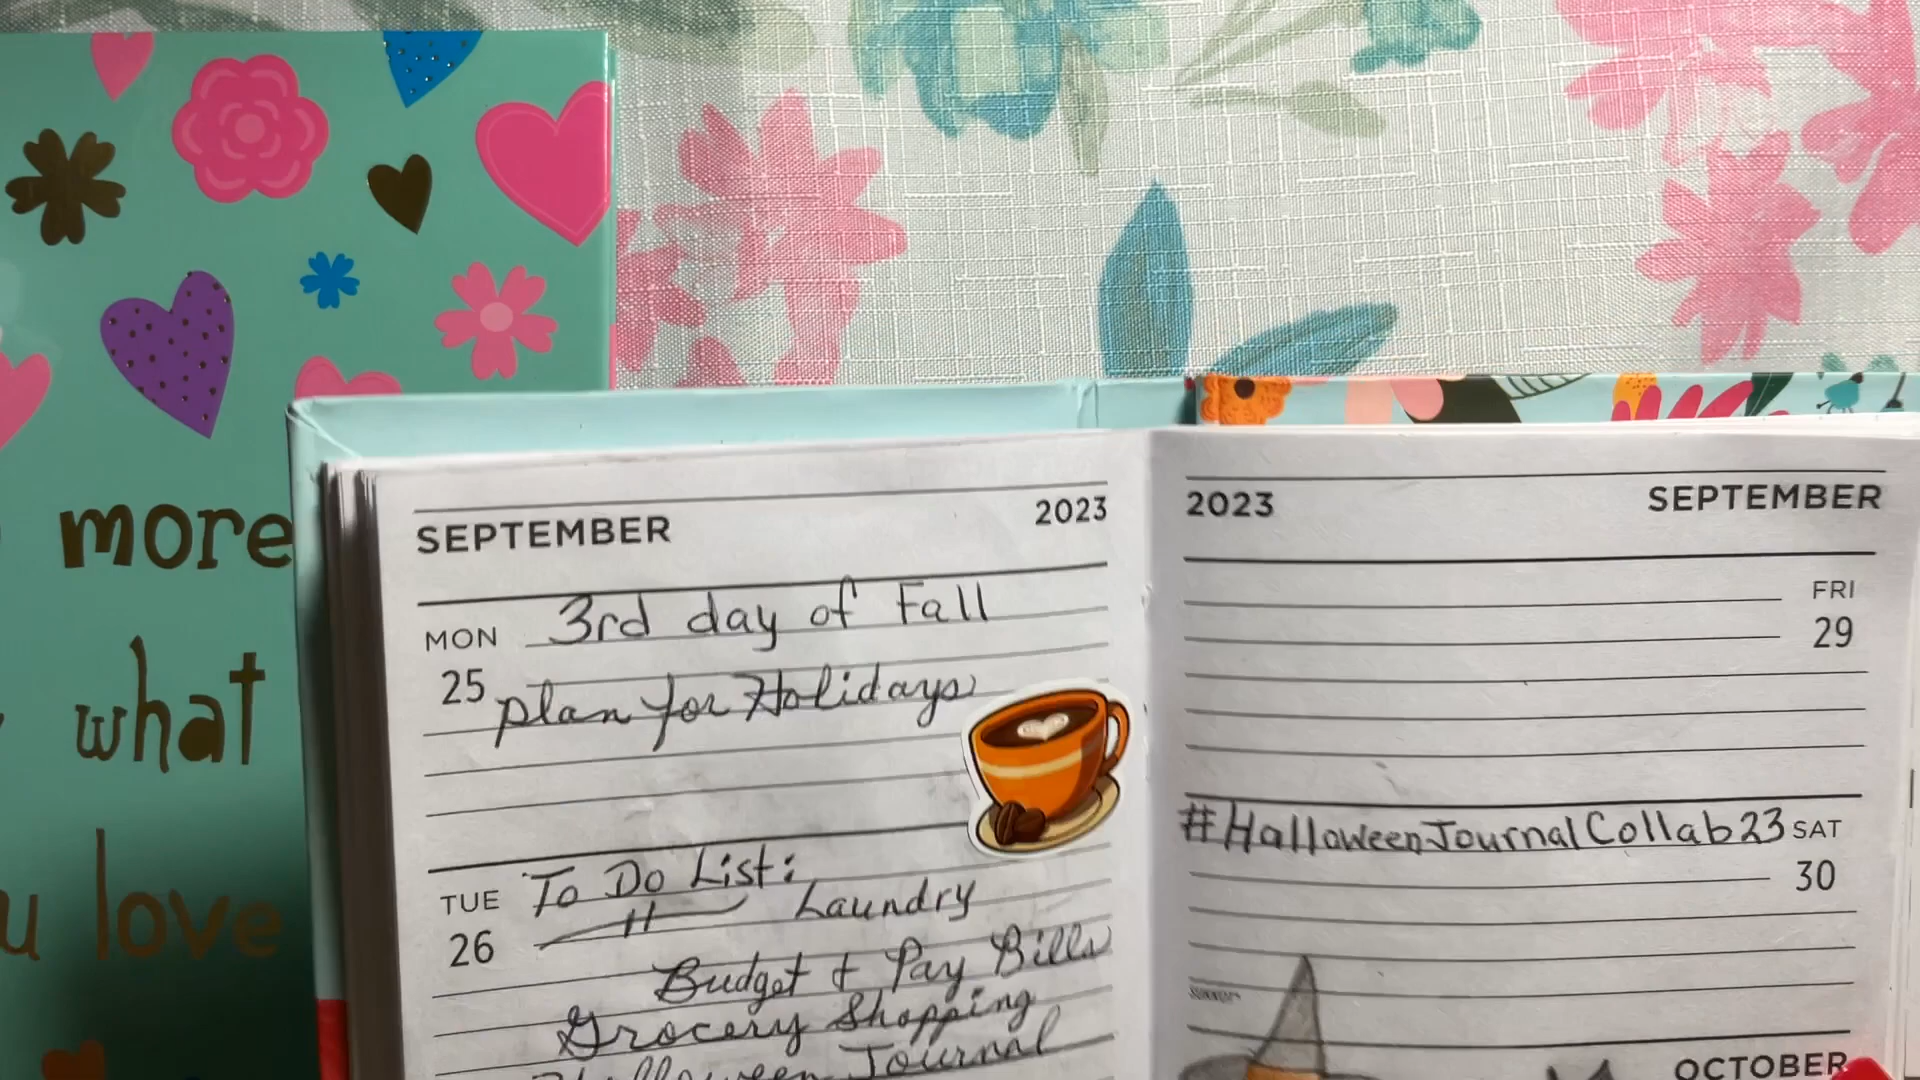 more
what
u love
SEPTEMBER 2023
MON 3rd day of Fall
25 plan for Holidays
TUE To Do List:
26 Laundry
Budget + Pay Bills
Grocery Shopping
Halloween Journal
2023 SEPTEMBER
FRI
29
#HalloweenJournalCollab23 SAT
30
OCTOBER